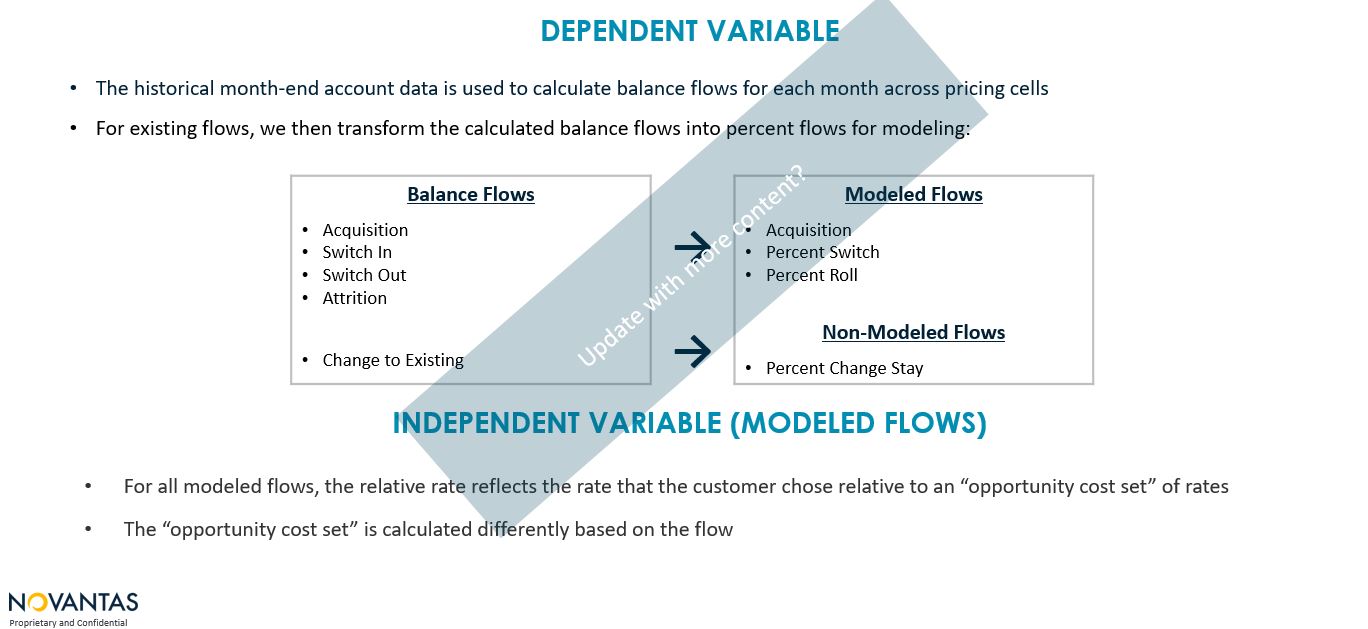 DEPENDENT VARIABLE
• The historical month-end account data is used to calculate balance flows for each month across pricing cells
• For existing flows, we then transform the calculated balance flows into percent flows for modeling:
Balance Flows
• Acquisition
• Switch In
• Switch Out
• Attrition
• Change to Existing
→
→
Modeled Flows
• Acquisition
• Percent Switch
• Percent Roll
Non-Modeled Flows
• Percent Change Stay
Update with more content?
INDEPENDENT VARIABLE (MODELED FLOWS)
• For all modeled flows, the relative rate reflects the rate that the customer chose relative to an “opportunity cost set” of rates
• The “opportunity cost set” is calculated differently based on the flow
NOVANTAS
Proprietary and Confidential